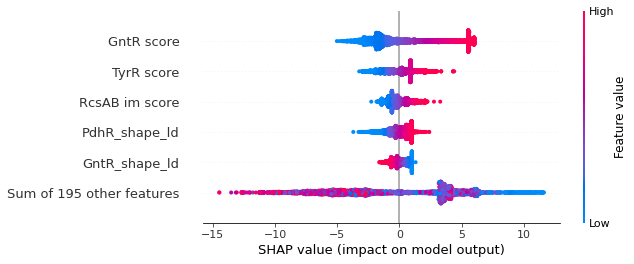 High
GntR score
TyrR score
RcsAB im score
PdhR_shape_ld
GntR_shape_ld
Sum of 195 other features
Feature value
Low
−15 −10 −5 0 5 10
SHAP value (impact on model output)